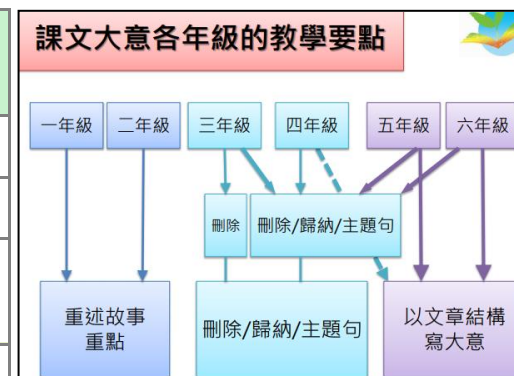 課文大意各年級的教學要點
一年級
二年級
三年級
四年級
五年級
六年級
刪除
刪除/歸納/主題句
重述故事
重點
刪除/歸納/主題句
以文章結構
寫大意